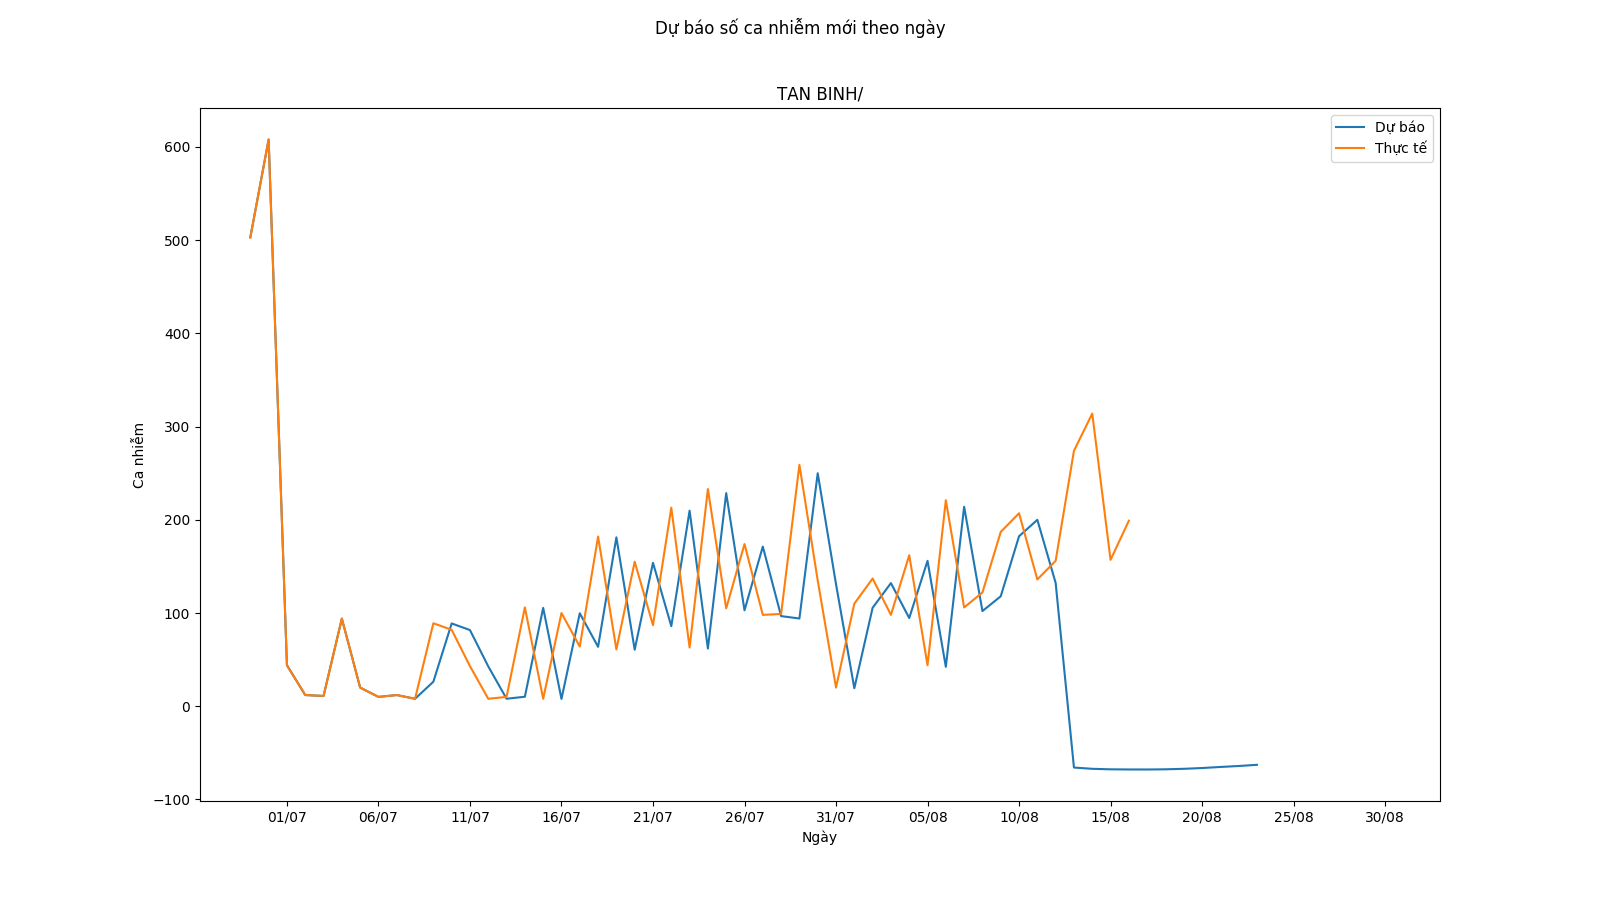 Dự báo số ca nhiễm mới theo ngày
TAN BINH/
Dự báo
Thực tế
600
500
400
300
200
100
0
−100
Ca nhiễm
01/07 06/07 11/07 16/07 21/07 26/07 31/07 05/08 10/08 15/08 20/08 25/08 30/08
Ngày